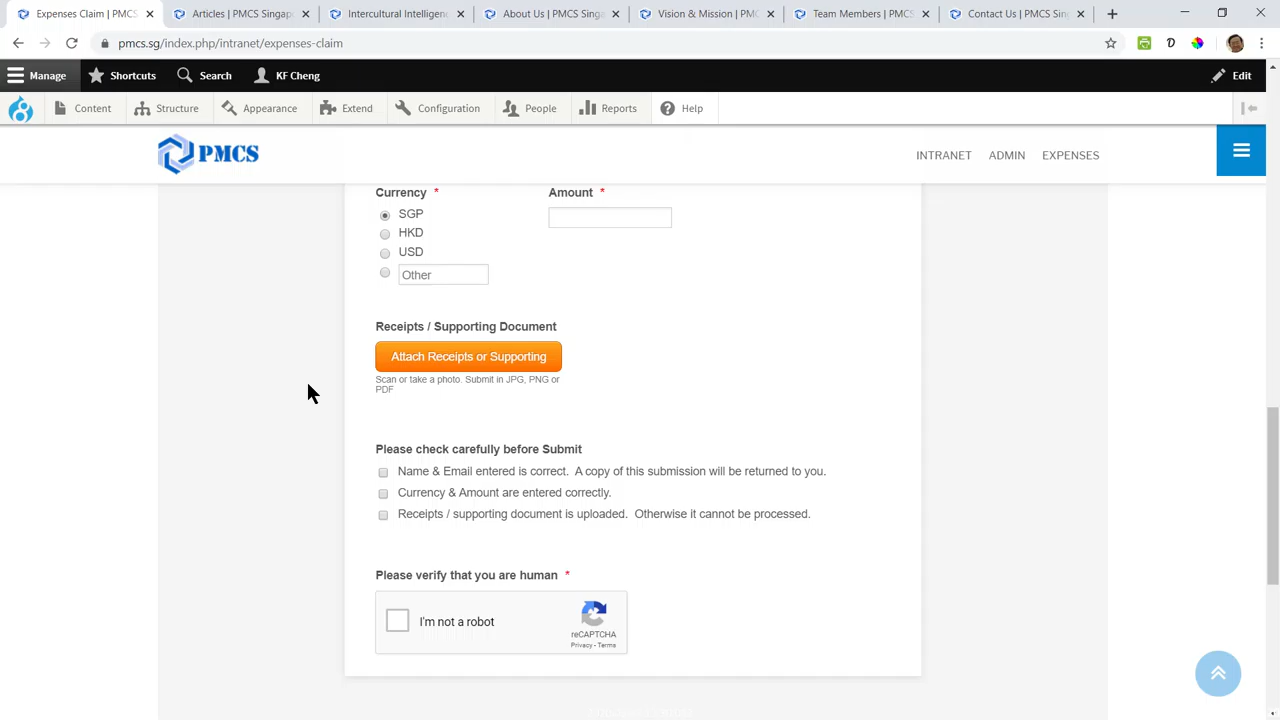 Expenses Claim | PMCS
Articles | PMCS Singap
Intercultural Intelligenc
About Us | PMCS Singa
Vision & Mission | PMC
Team Members | PMCS
Contact Us | PMCS Sin
pmcs.sg/index.php/intranet/expenses-claim
Manage
Shortcuts
Search
KF Cheng
Edit
Content
Structure
Appearance
Extend
Configuration
People
Reports
Help
PMCS
INTRANET
ADMIN
EXPENSES
Currency *
Amount *
SGP
HKD
USD
Other
Receipts / Supporting Document
Attach Receipts or Supporting
Scan or take a photo. Submit in JPG, PNG or
PDF
Please check carefully before Submit
Name & Email entered is correct. A copy of this submission will be returned to you.
Currency & Amount are entered correctly.
Receipts / supporting document is uploaded. Otherwise it cannot be processed.
Please verify that you are human *
I'm not a robot
reCAPTCHA
Privacy - Terms